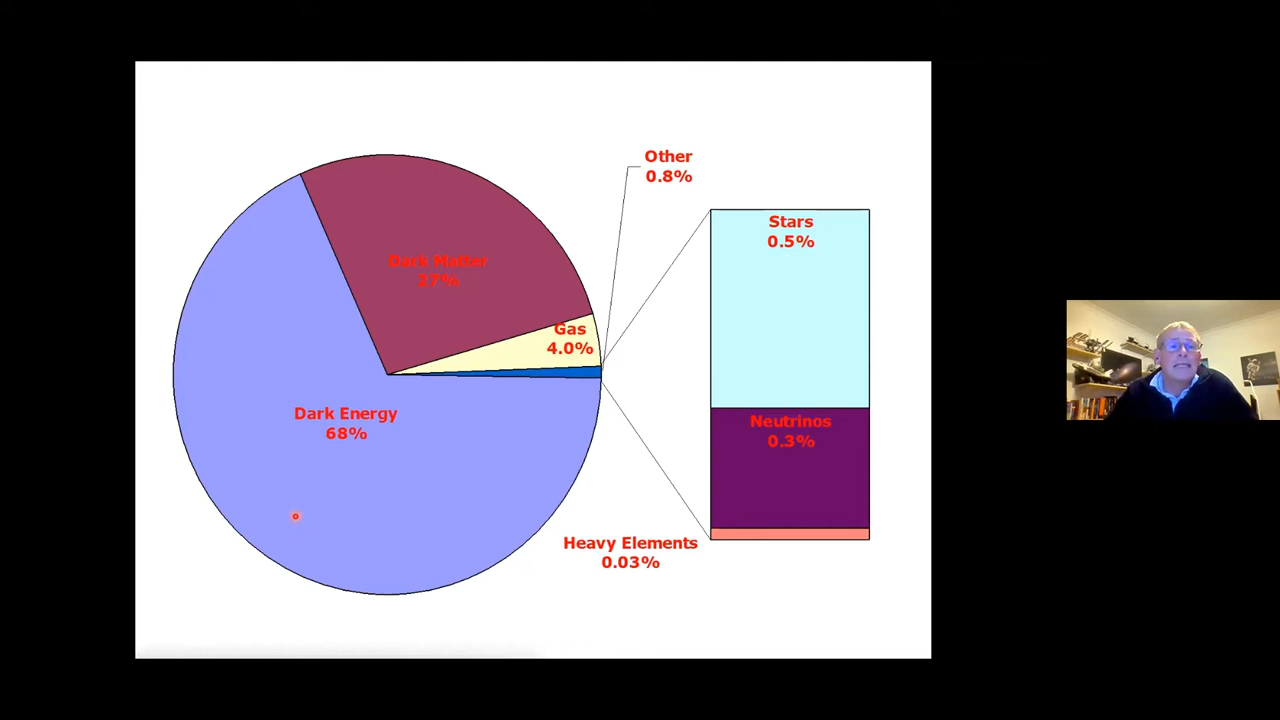 Other
0.8%
Stars
0.5%
Dark Matter
27%
Gas
4.0%
Dark Energy
68%
Neutrinos
0.3%
Heavy Elements
0.03%